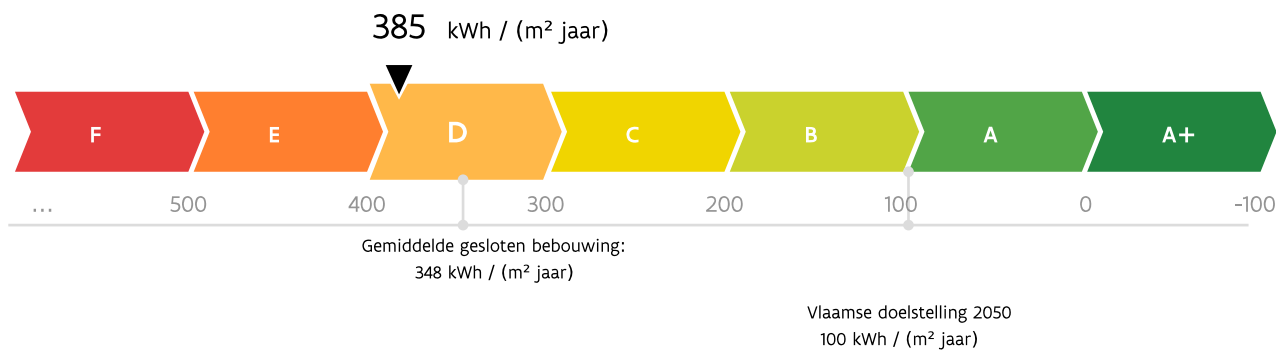 385 kWh / (m² jaar)
F E D C B A A+
... 500 400 300 200 100 0 -100
Gemiddelde gesloten bebouwing:
348 kWh / (m² jaar)
Vlaamse doelstelling 2050
100 kWh / (m² jaar)